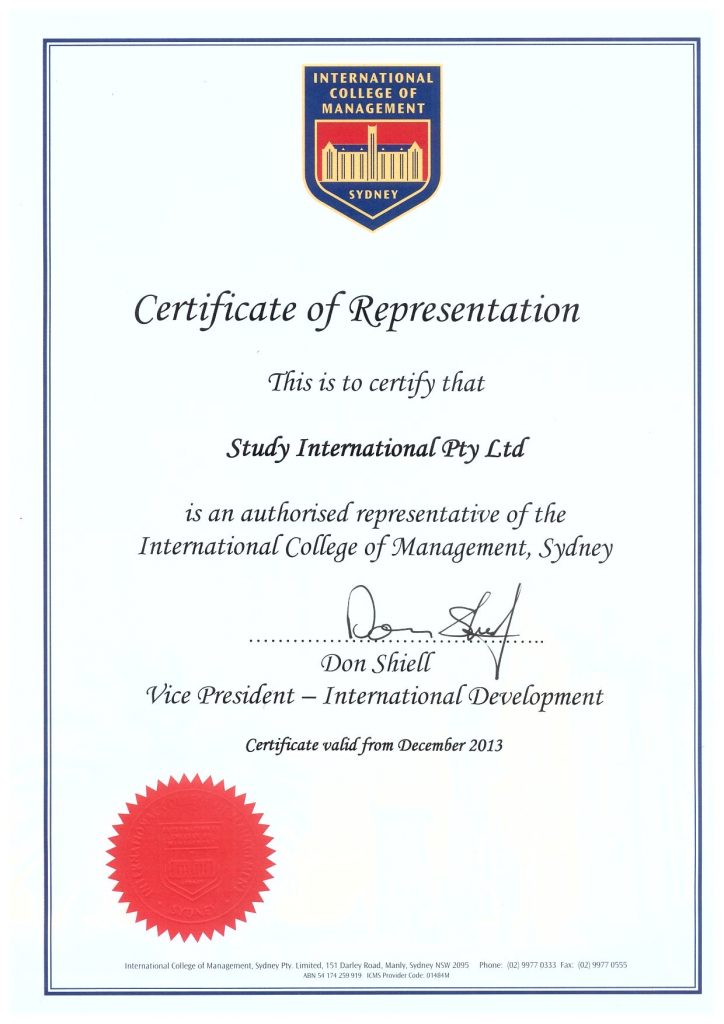 INTERNATIONAL
COLLEGE OF
MANAGEMENT
SYDNEY
Certificate of Representation
This is to certify that
Study International Pty Ltd
is an authorised representative of the
International College of Management, Sydney
Don Shiell
Vice President – International Development
Certificate valid from December 2013
SYDNEY
International College of Management, Sydney Pty. Limited, 151 Darley Road, Manly, Sydney NSW 2095 Phone: (02) 9977 0333 Fax: (02) 9977 0555
ABN 54 174 259 919 ICMS Provider Code: 01484M